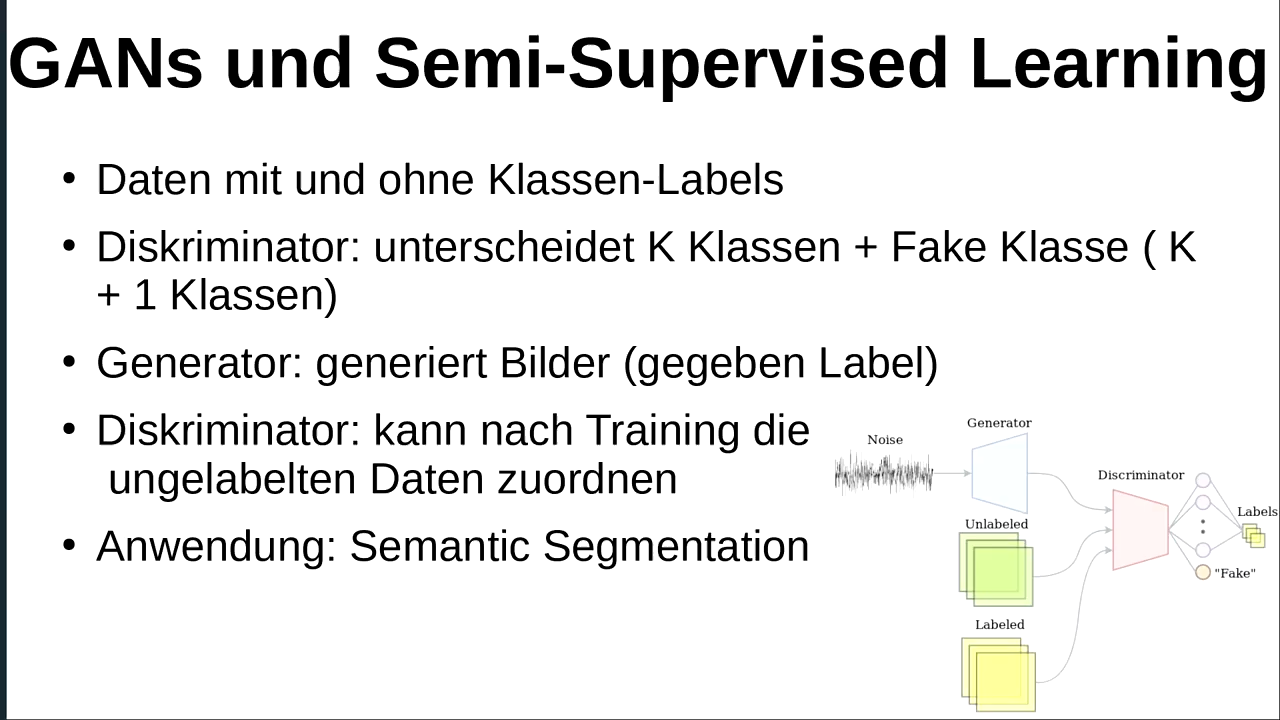 GANs und Semi-Supervised Learning
• Daten mit und ohne Klassen-Labels
• Diskriminator: unterscheidet K Klassen + Fake Klasse ( K
+ 1 Klassen)
• Generator: generiert Bilder (gegeben Label)
• Diskriminator: kann nach Training die
ungelabelten Daten zuordnen
• Anwendung: Semantic Segmentation
Generator
Noise
Discriminator
Labels
Unlabeled
"Fake"
Labeled